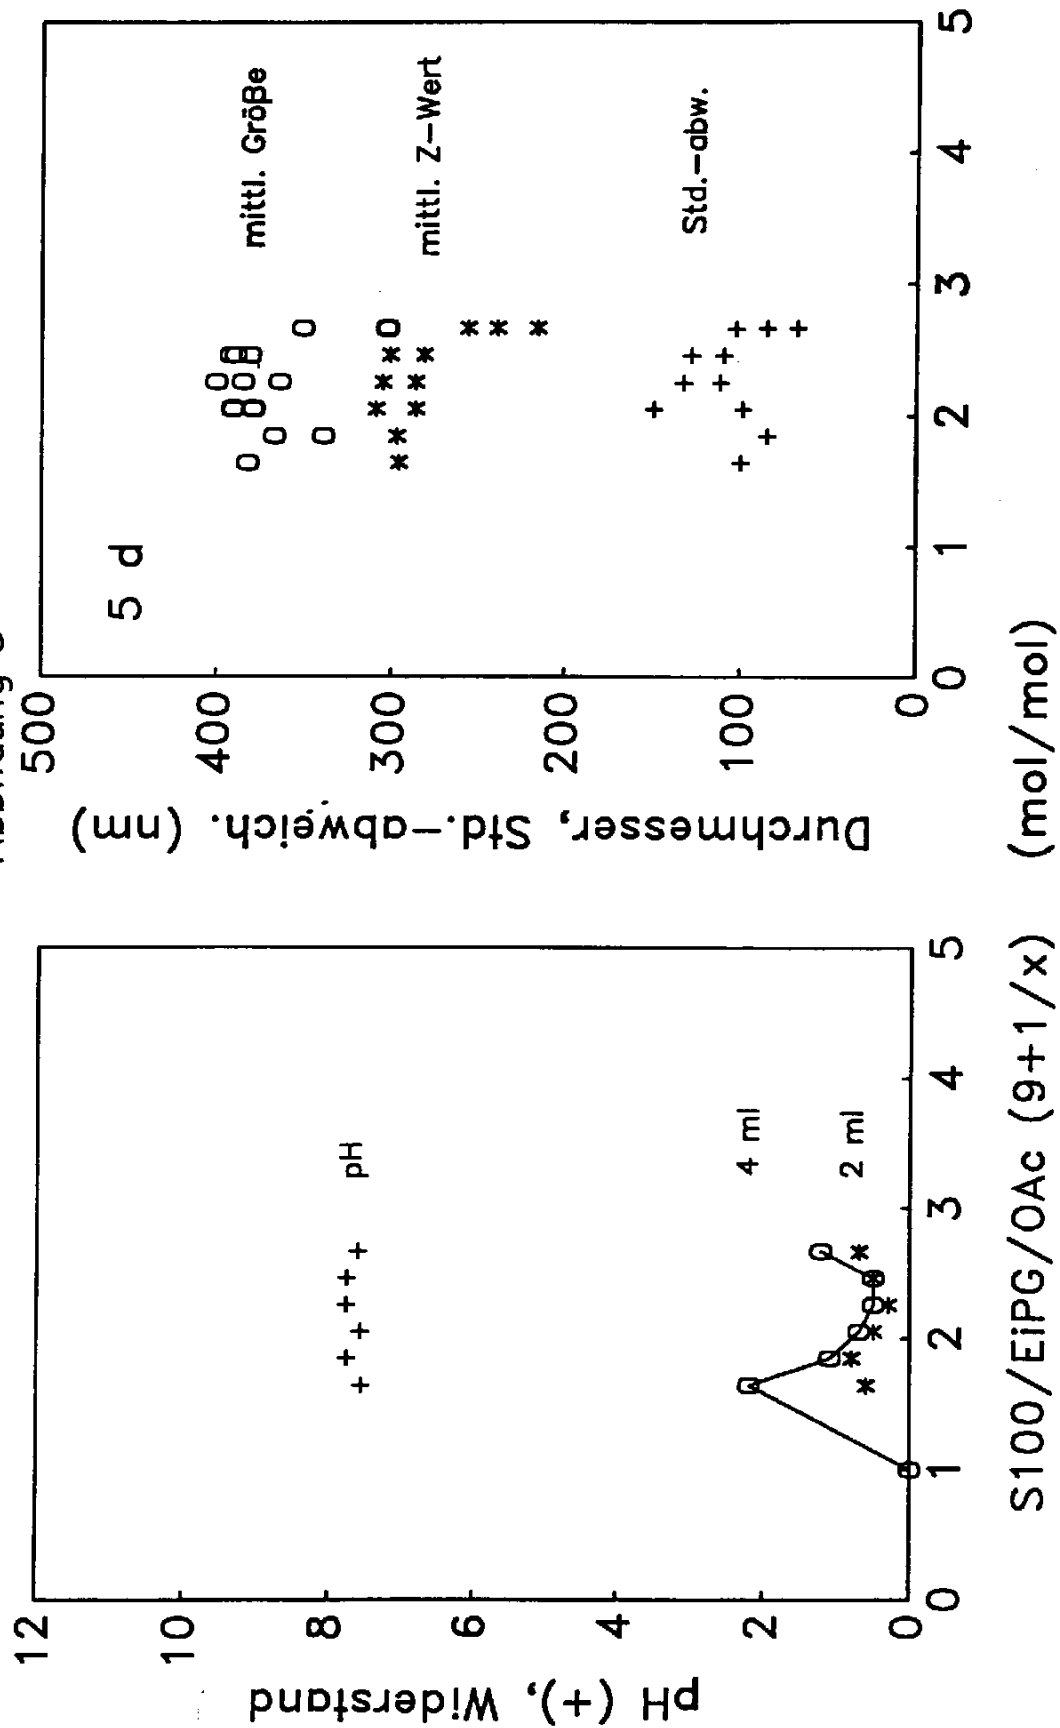 12
10
8
6
4
2
0
pH (+), Widerstand
pH
4 ml
2 ml
0 1 2 3 4 5
500
400
300
200
100
0
Durchmesser, Std.-abweich. (nm)
5 d
mittl. Größe
mittl. Z-Wert
Std.-abw.
0 1 2 3 4 5
S100/EiPG/OAc (9+1/x) (mol/mol)